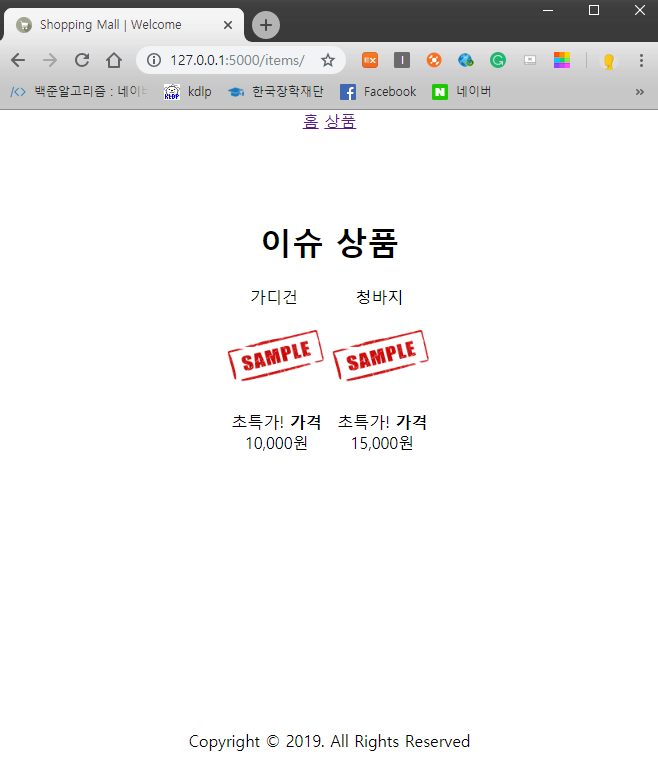 Shopping Mall | Welcome
127.0.0.1:5000/items/
백준알고리즘 : 네이 kdlp 한국장학재단 Facebook 네이버
홈 상품
이슈 상품
가디건 청바지
SAMPLE SAMPLE
초특가! 가격 초특가! 가격
10,000원 15,000원
Copyright © 2019. All Rights Reserved